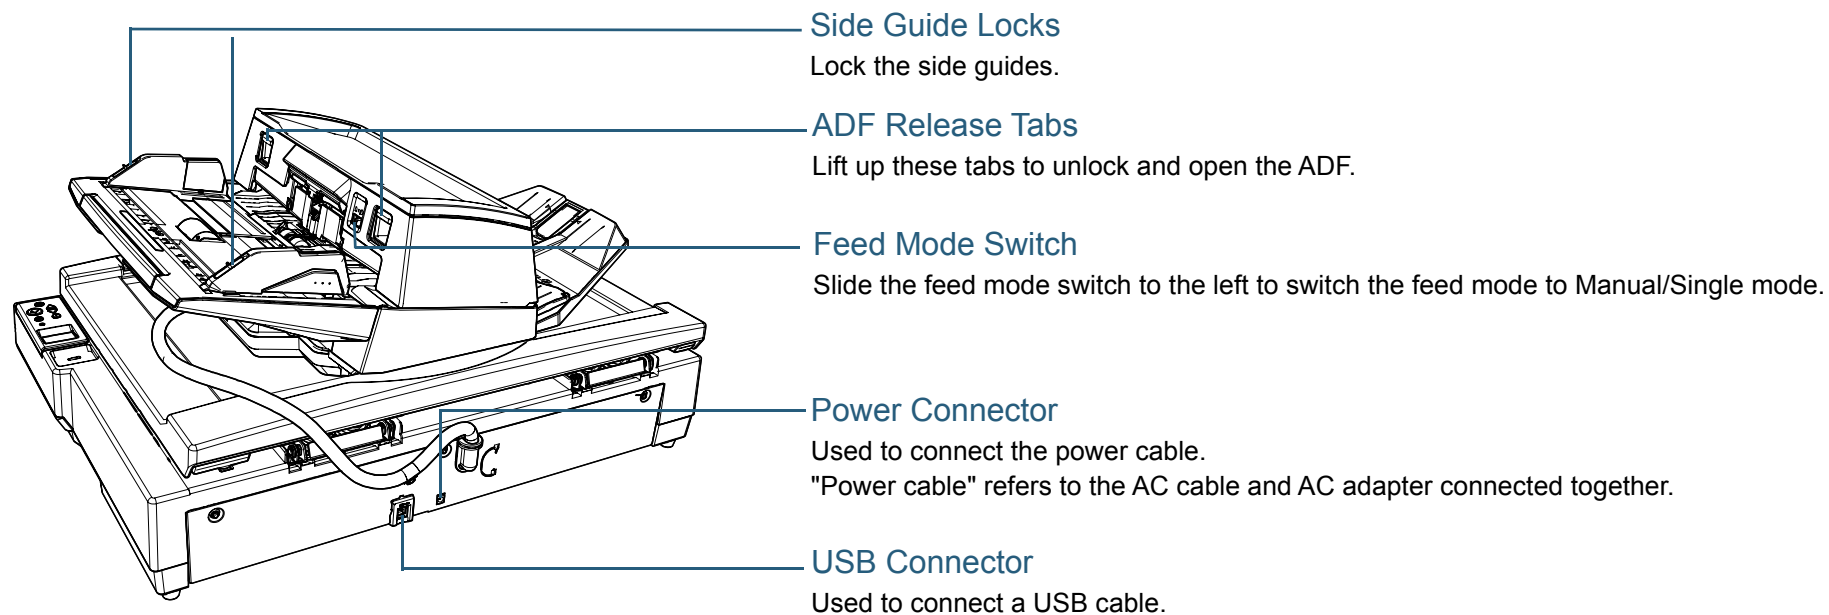 Side Guide Locks
Lock the side guides.
ADF Release Tabs
Lift up these tabs to unlock and open the ADF.
Feed Mode Switch
Slide the feed mode switch to the left to switch the feed mode to Manual/Single mode.
Power Connector
Used to connect the power cable.
"Power cable" refers to the AC cable and AC adapter connected together.
USB Connector
Used to connect a USB cable.